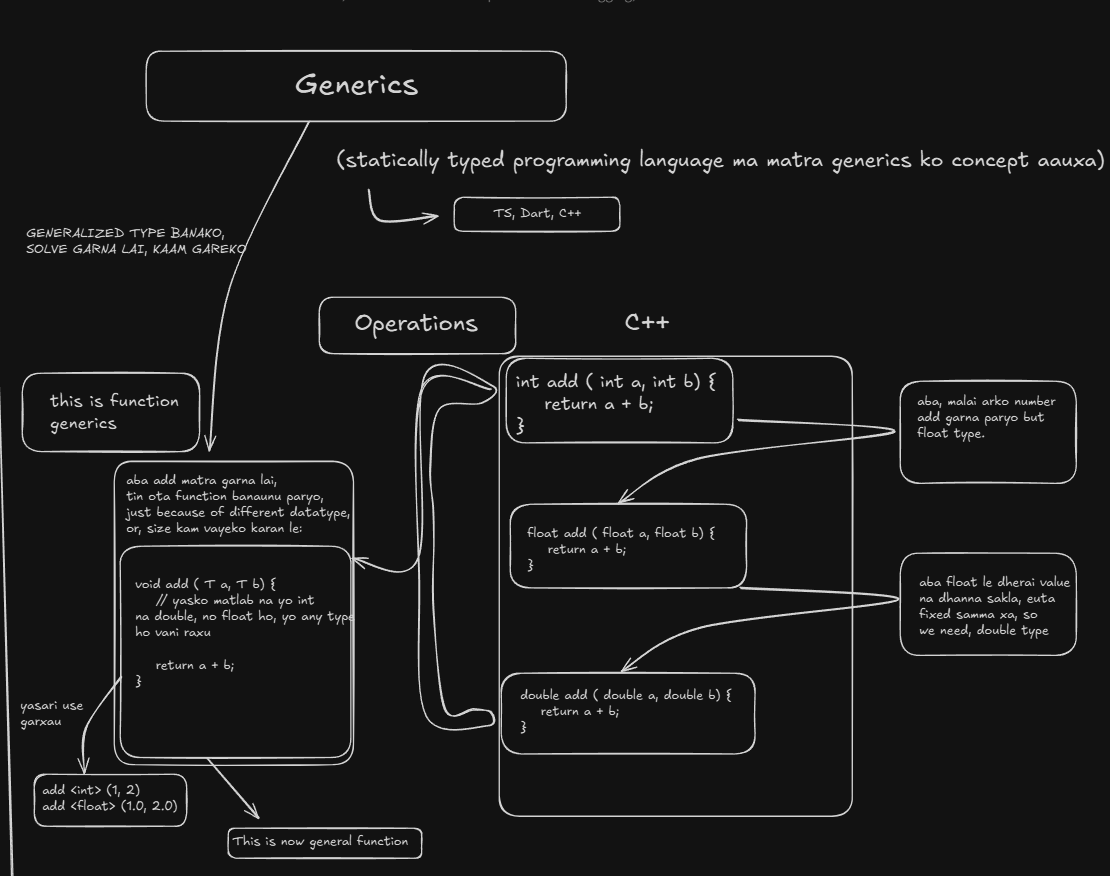 Generics
(statically typed programming language ma matra generics ko concept aauxa)
TS, Dart, C++
GENERALIZED TYPE BANAKO,
SOLVE GARNA LAI, KAAM GAREKO
Operations
C++
this is function
generics
aba add matra garna lai,
tin ota function banaunu paryo,
just because of different datatype,
or, size kam vayeko karan le:
void add ( T a, T b) {
// yasko matlab na yo int
na double, no float ho, yo any type
ho vani raxu
return a + b;
}
yasari use
garxau
add <int> (1, 2)
add <float> (1.0, 2.0)
This is now general function
int add ( int a, int b) {
return a + b;
}
aba, malai arko number
add garna paryo but
float type.
float add ( float a, float b) {
return a + b;
}
aba float le dherai value
na dhanna sakla, euta
fixed samma xa, so
we need, double type
double add ( double a, double b) {
return a + b;
}